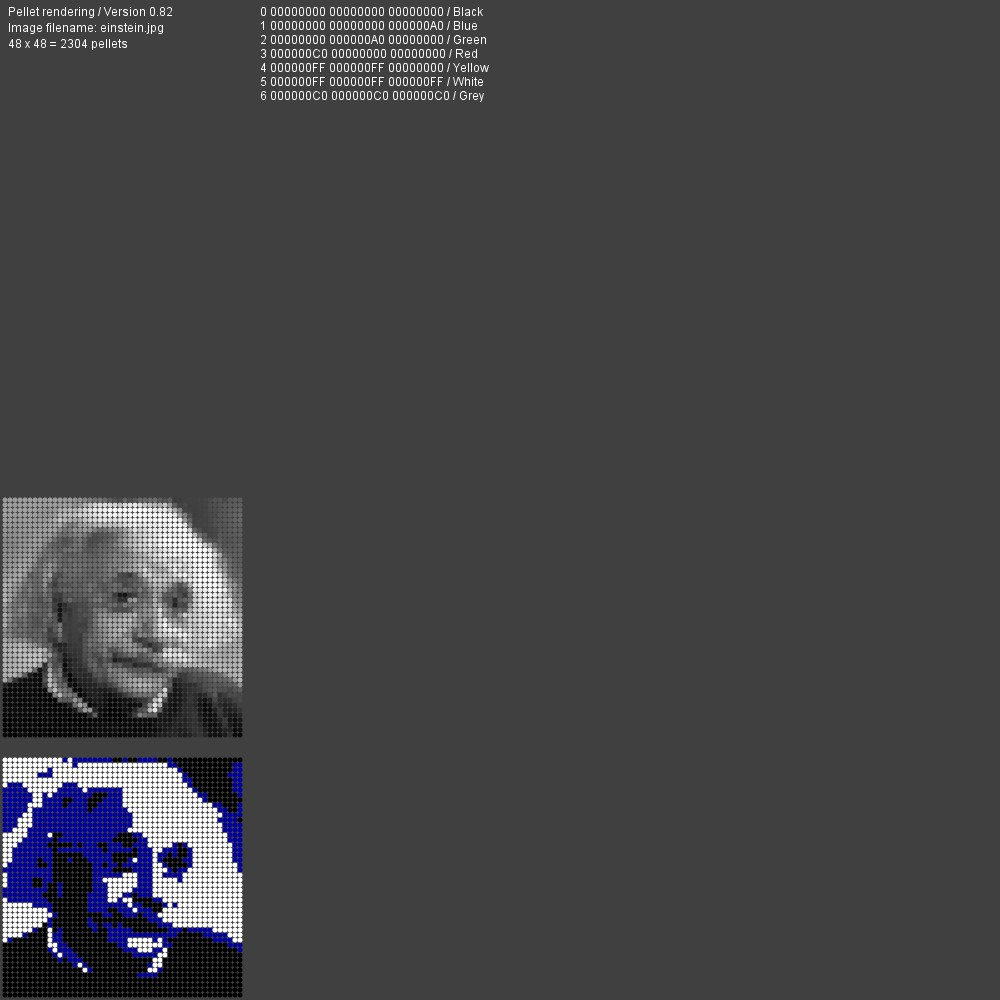 Pellet rendering / Version 0.82
Image filename: einstein.jpg
48 x 48 = 2304 pellets
0 00000000 00000000 00000000 / Black
1 00000000 00000000 000000A0 / Blue
2 00000000 000000A0 00000000 / Green
3 000000C0 00000000 00000000 / Red
4 000000FF 000000FF 00000000 / Yellow
5 000000FF 000000FF 000000FF / White
6 000000C0 000000C0 000000C0 / Grey